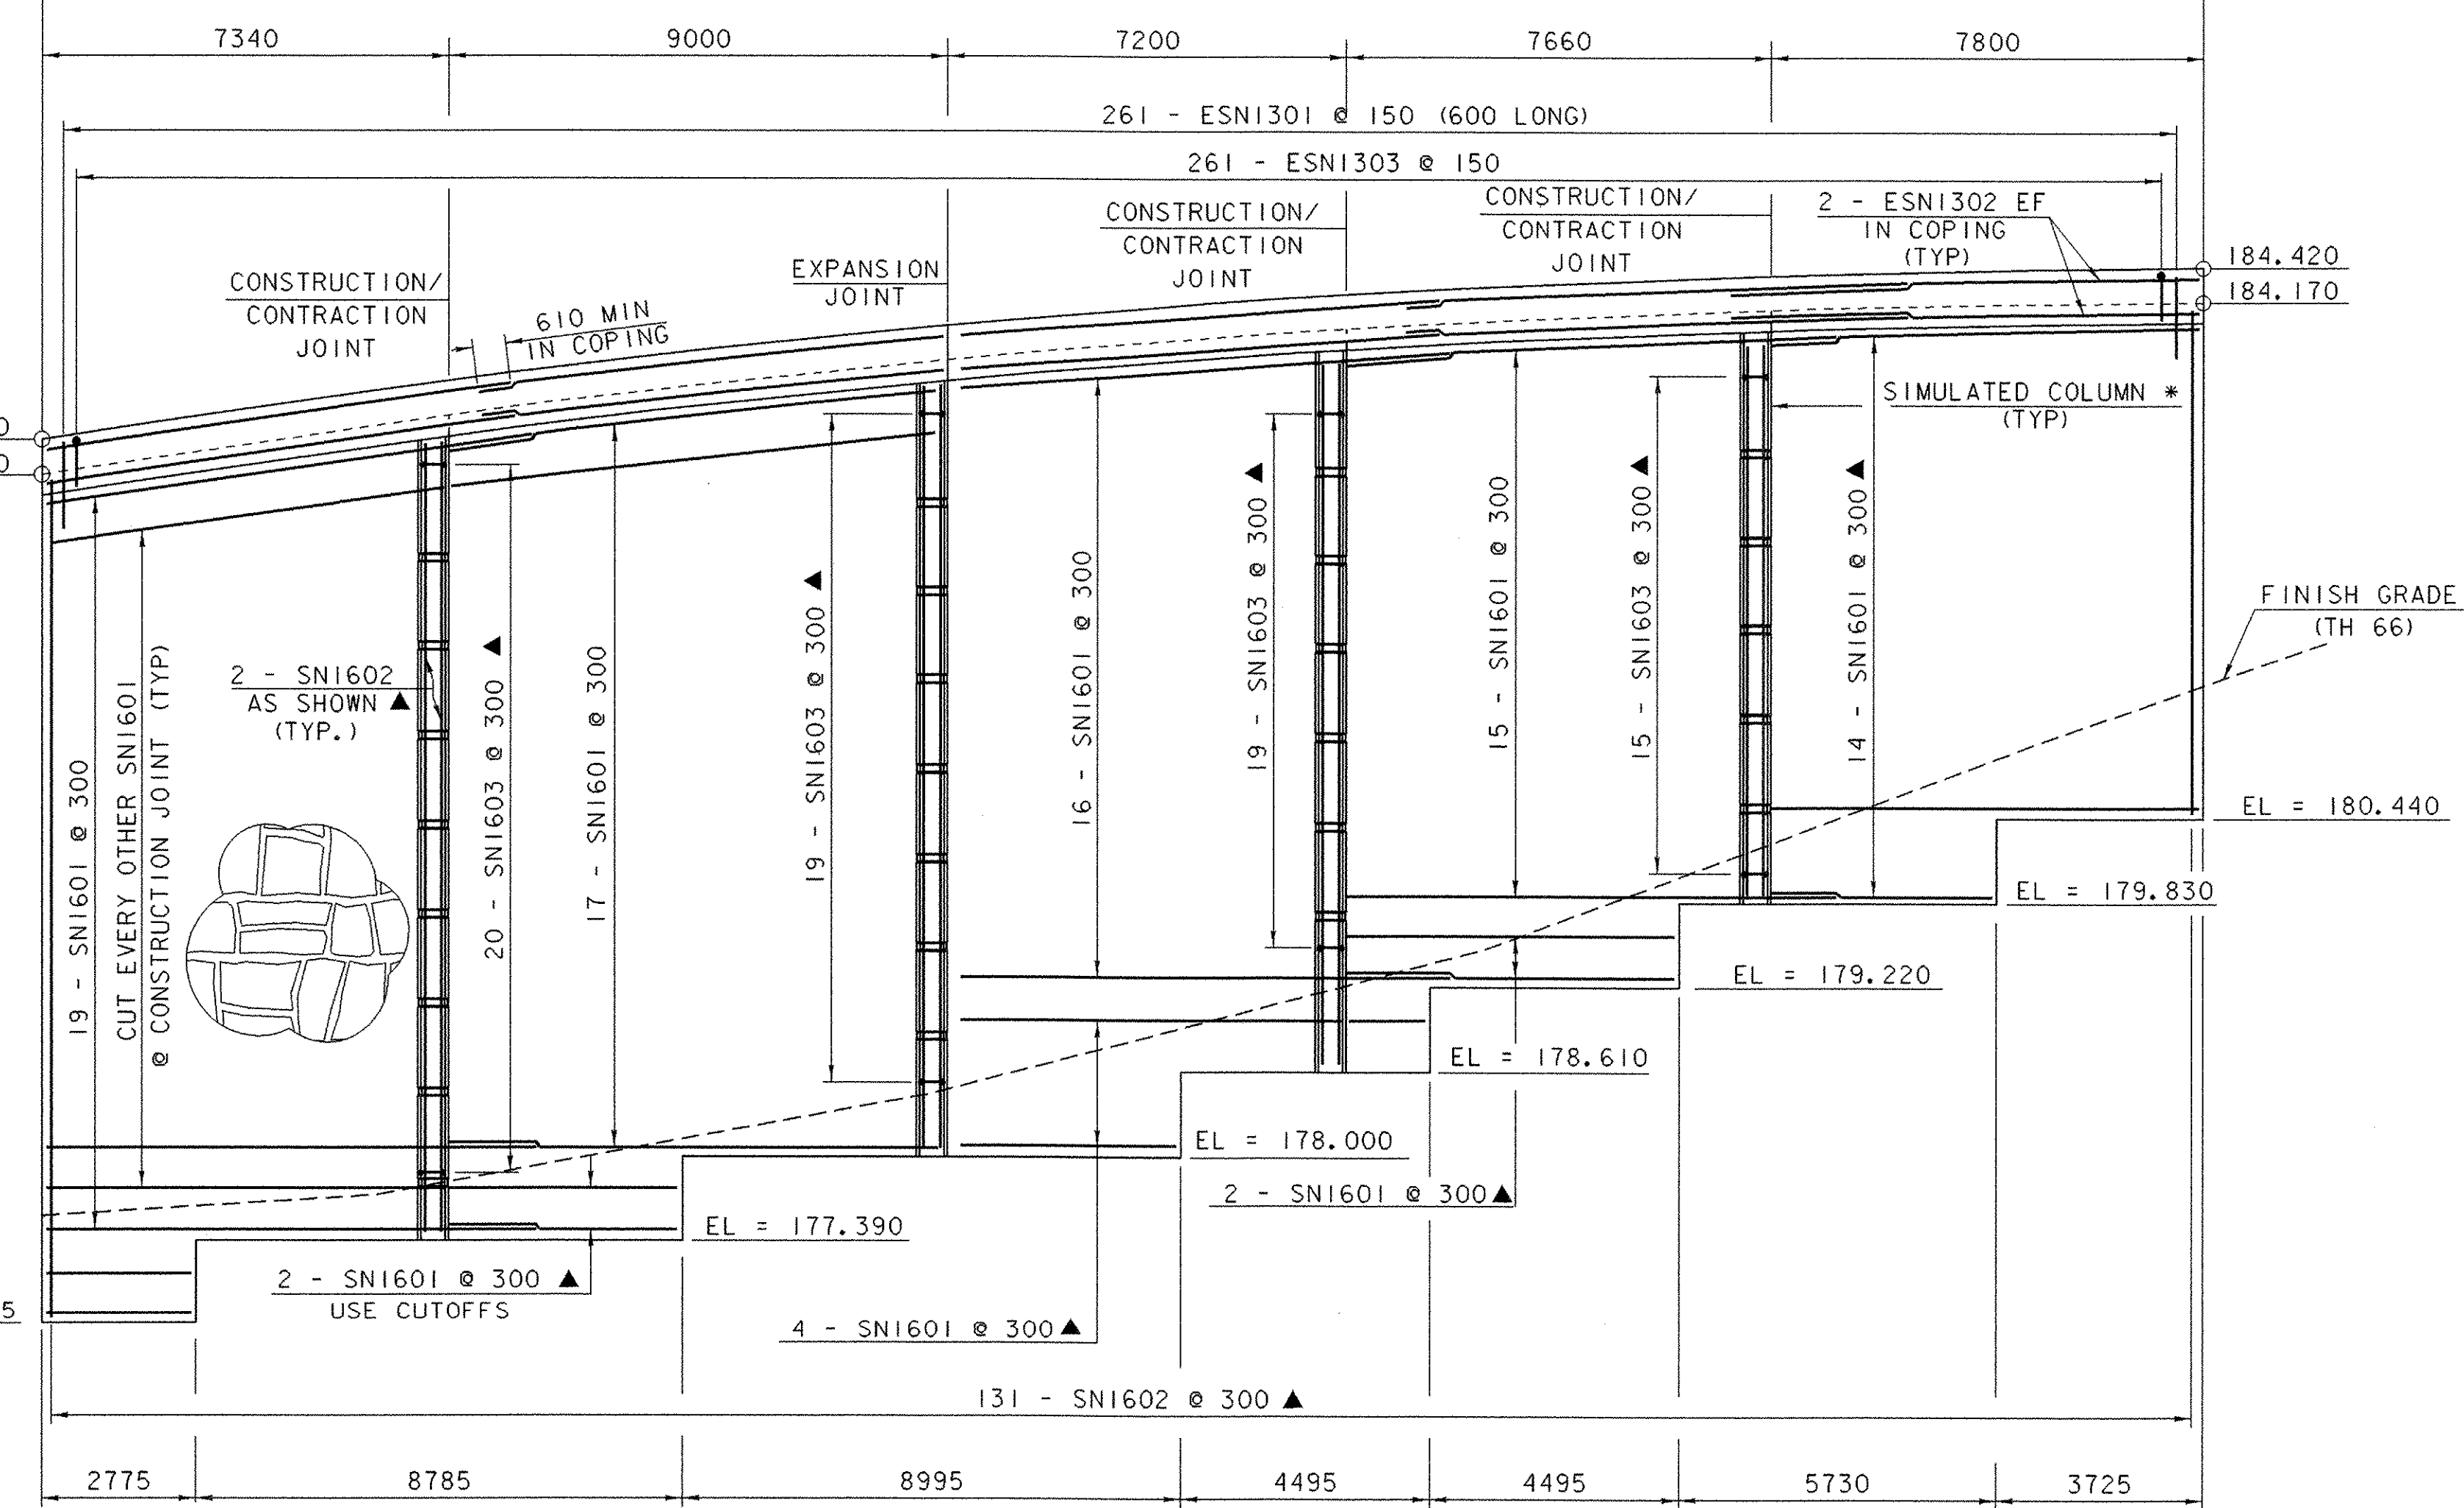 7340
9000
7200
7660
7800
261 - ESN1301 @ 150 (600 LONG)
261 - ESN1303 @ 150
CONSTRUCTION/
CONTRACTION
JOINT
610 MIN
IN COPING
EXPANSION
JOINT
CONSTRUCTION/
CONTRACTION
JOINT
CONSTRUCTION/
CONTRACTION
JOINT
2 - ESN1302 EF
IN COPING
(TYP)
184.420
184.170
0
0
SIMULATED COLUMN *
(TYP)
FINISH GRADE
(TH 66)
19 - SN1601 @ 300
CUT EVERY OTHER SN1601
@ CONSTRUCTION JOINT (TYP)
2 - SN1602
AS SHOWN ▲
(TYP.)
20 - SN1603 @ 300 ▲
17 - SN1601 @ 300
19 - SN1603 @ 300 ▲
16 - SN1601 @ 300
19 - SN1603 @ 300 ▲
15 - SN1601 @ 300
15 - SN1603 @ 300 ▲
14 - SN1601 @ 300 ▲
EL = 180.440
EL = 179.830
EL = 179.220
EL = 178.610
EL = 178.000
EL = 177.390
5
2 - SN1601 @ 300 ▲
2 - SN1601 @ 300 ▲
USE CUTOFFS
4 - SN1601 @ 300 ▲
131 - SN1602 @ 300 ▲
2775
8785
8995
4495
4495
5730
3725